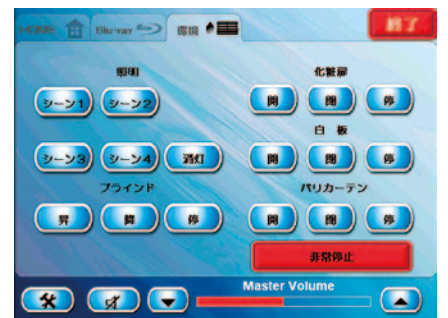 Blu-ray 環境 終了
照明 化粧扉
シーン1 シーン2 開 閉 停
白板
シーン3 シーン4 消灯 開 閉 停
ブラインド バリカーテン
昇 降 停 開 閉 停
非常停止
Master Volume